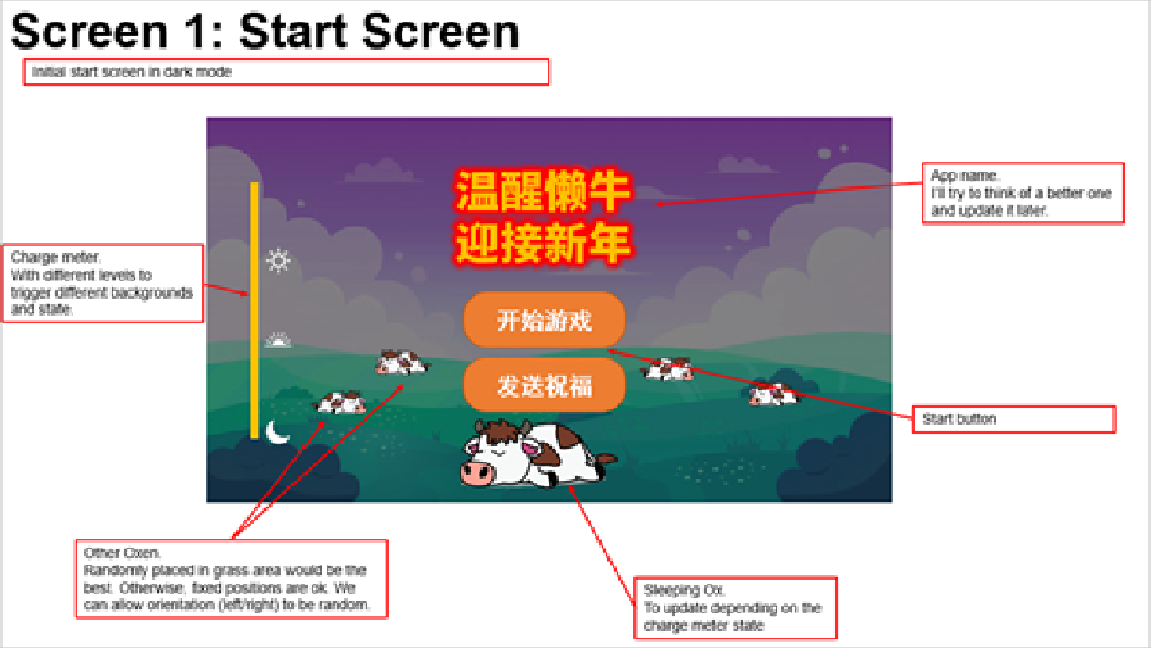 Screen 1: Start Screen
Initial start screen in dark mode
温醒懒牛
迎接新年
App name.
I'll try to think of a better one
and update it later.
Charge meter.
With different levels to
trigger different backgrounds
and state.
开始游戏
发送祝福
Start button
Other Oxen.
Randomly placed in grass area would be the
best. Otherwise, fixed positions are ok. We
can allow orientation (left/right) to be random.
Sleeping Ox.
To update depending on the
charge meter state